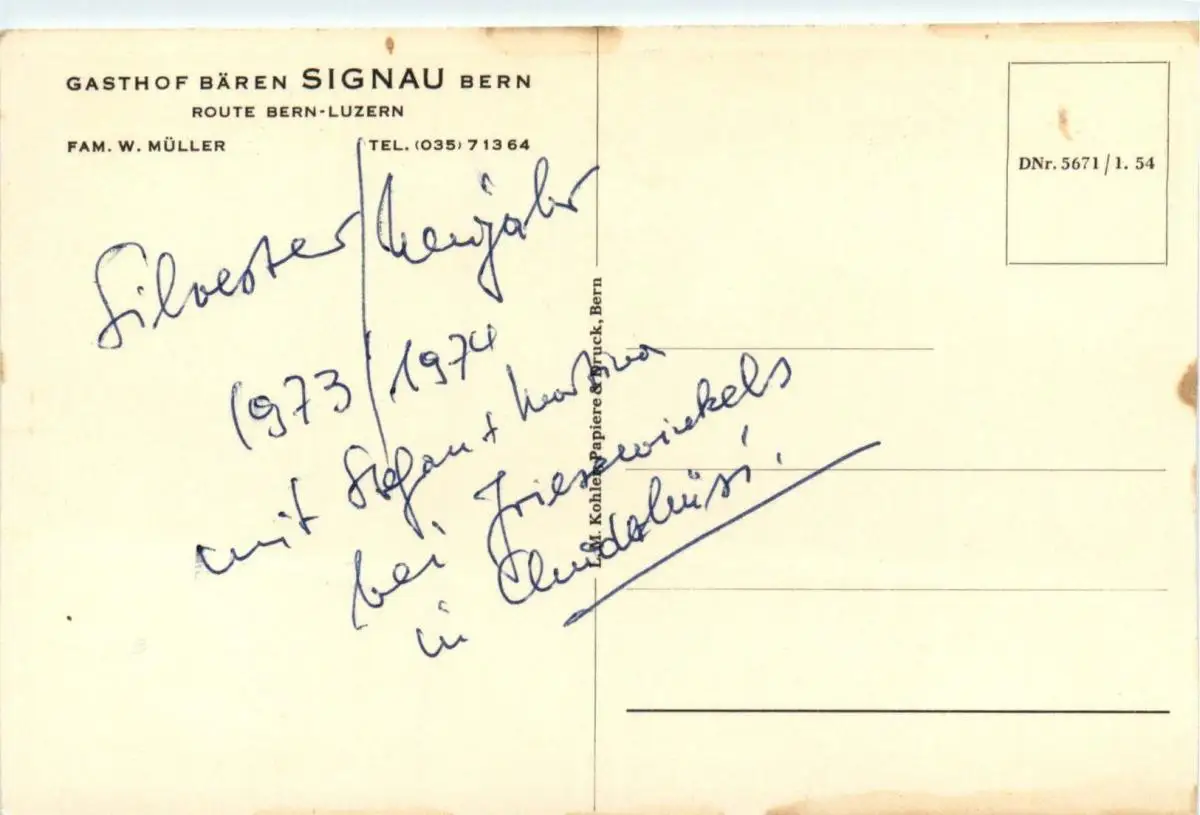 GASTHOF BÄREN SIGNAU BERN
ROUTE BERN-LUZERN
FAM. W. MÜLLER TEL. (035) 7 13 64
Silvester / Neujahr
1973 / 1974
mit Stefan + Martina
bei
in
DNr. 5671 / 1. 54
L. M. Kohler, Papiere & Druck, Bern